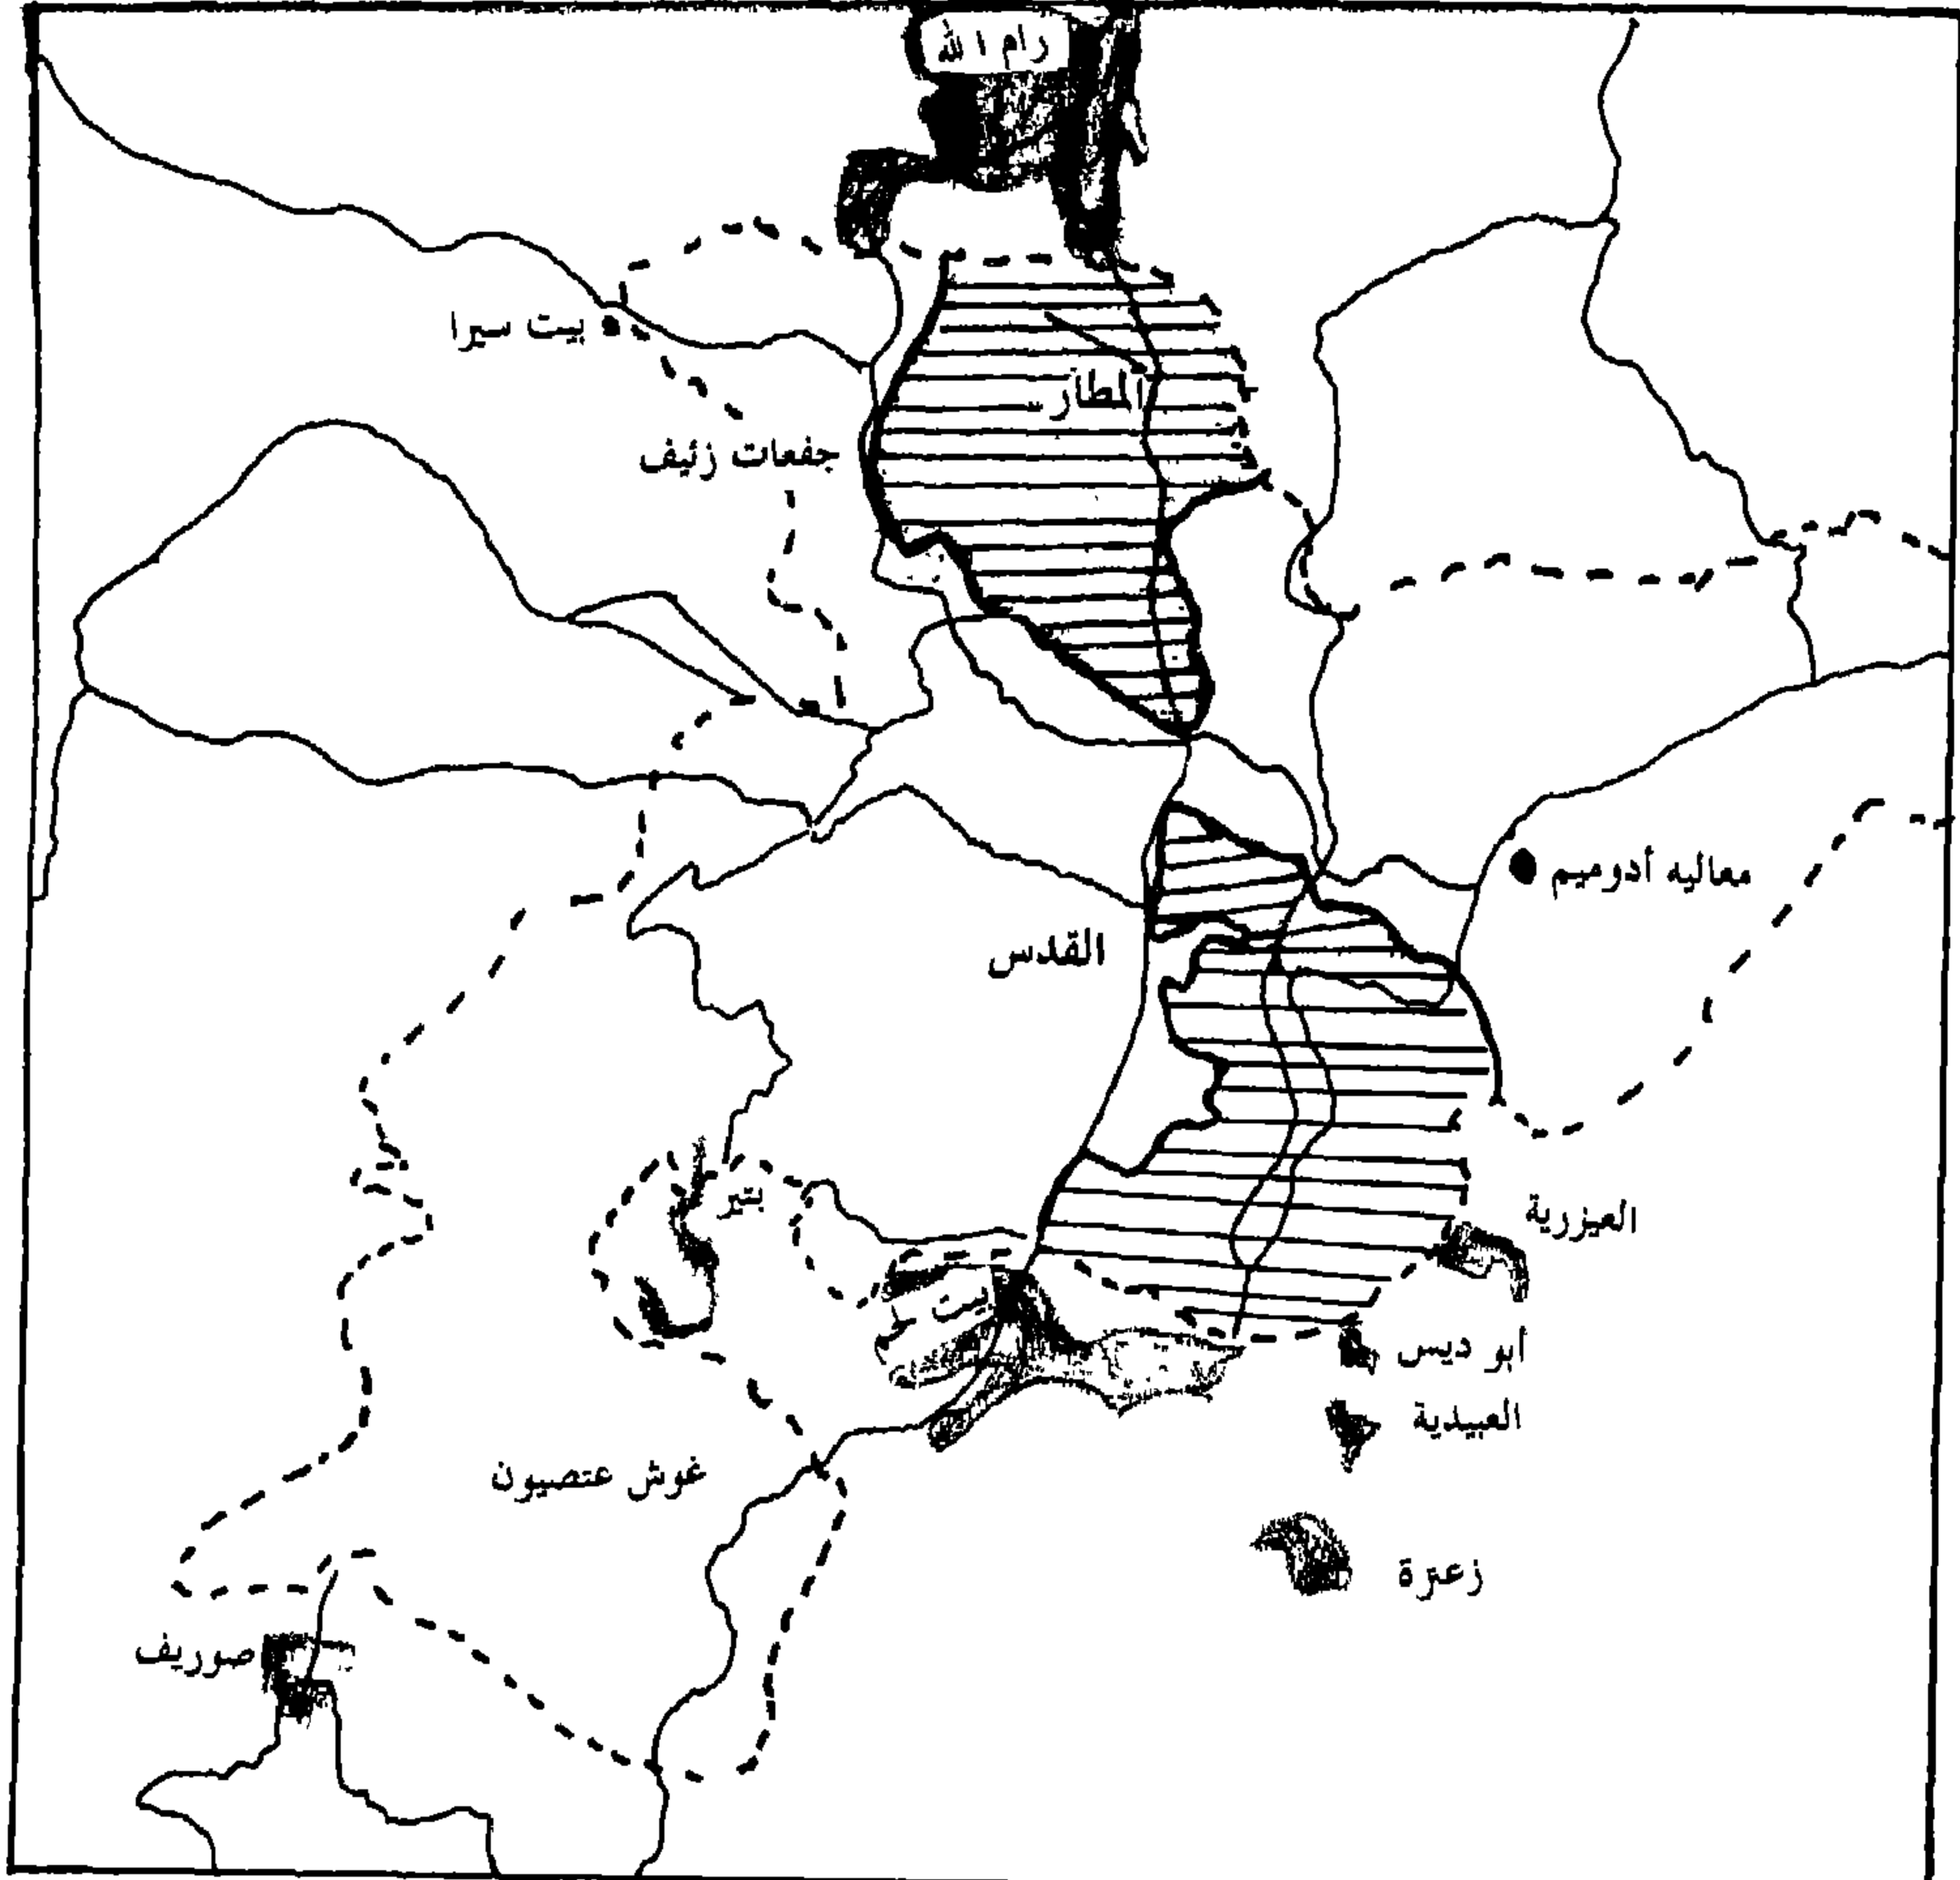 رام الله
بيت سيرا
المطار
جفعات زئيف
معاليه أدوميم
القدس
بتير
العيزرية
بيت
أبو ديس
العبيدية
غوش عتصيون
زعترة
صوريف